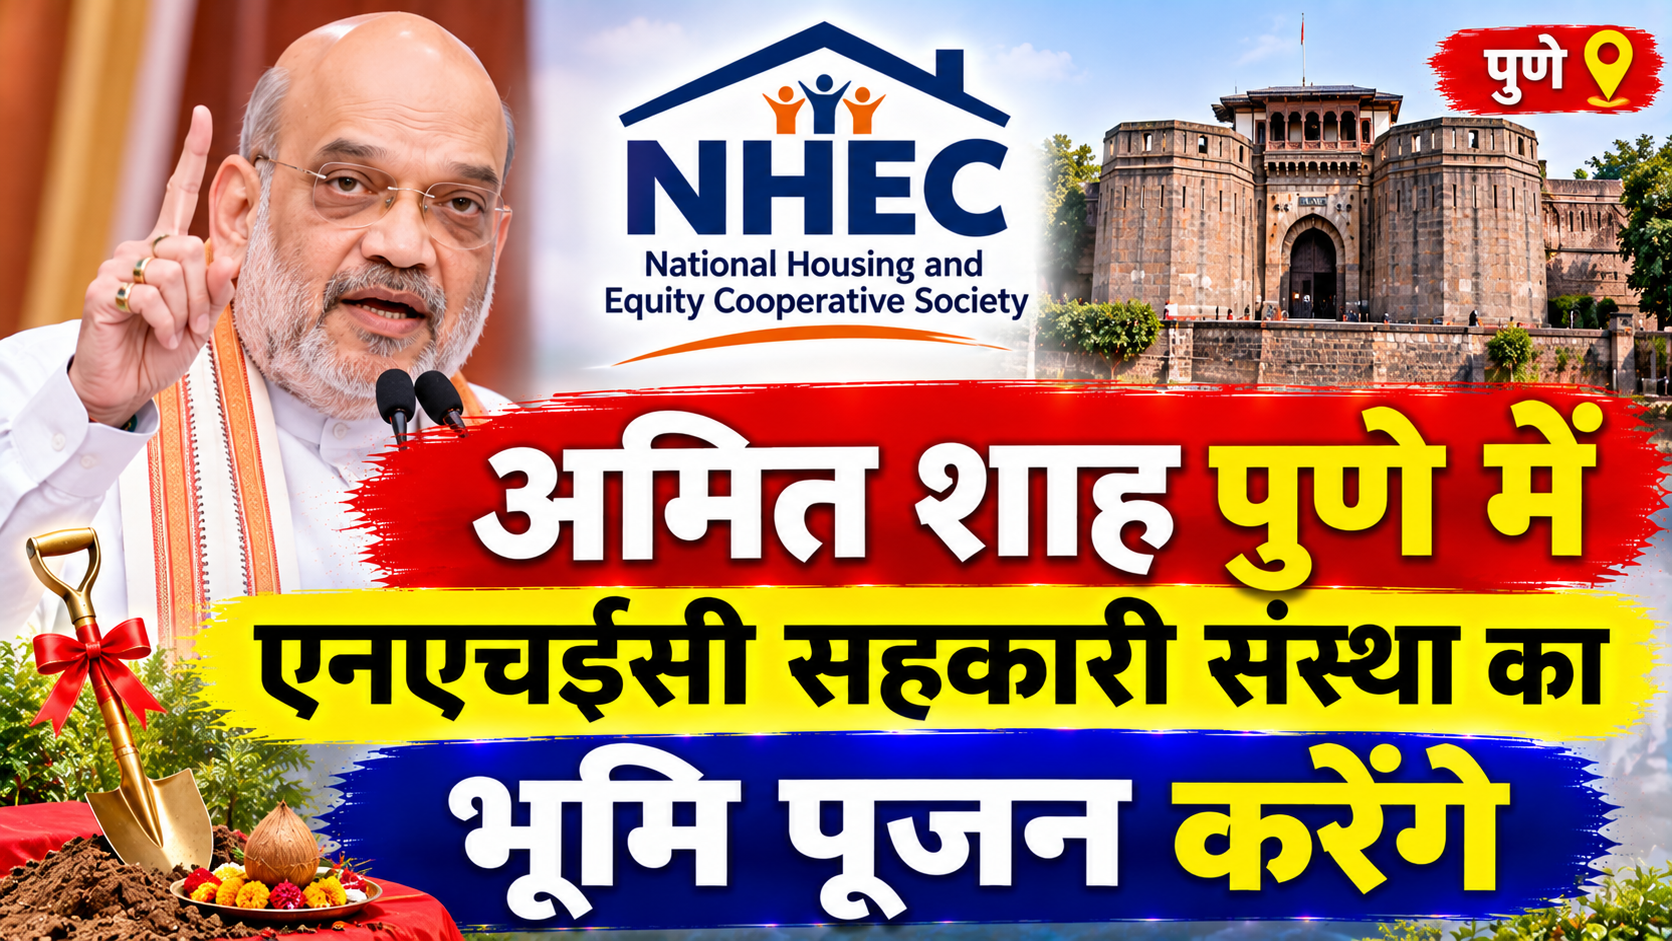 NHEC
National Housing and
Equity Cooperative Society
पुणे
अमित शाह पुणे में
एनएचईसी सहकारी संस्था का
भूमि पूजन करेंगे